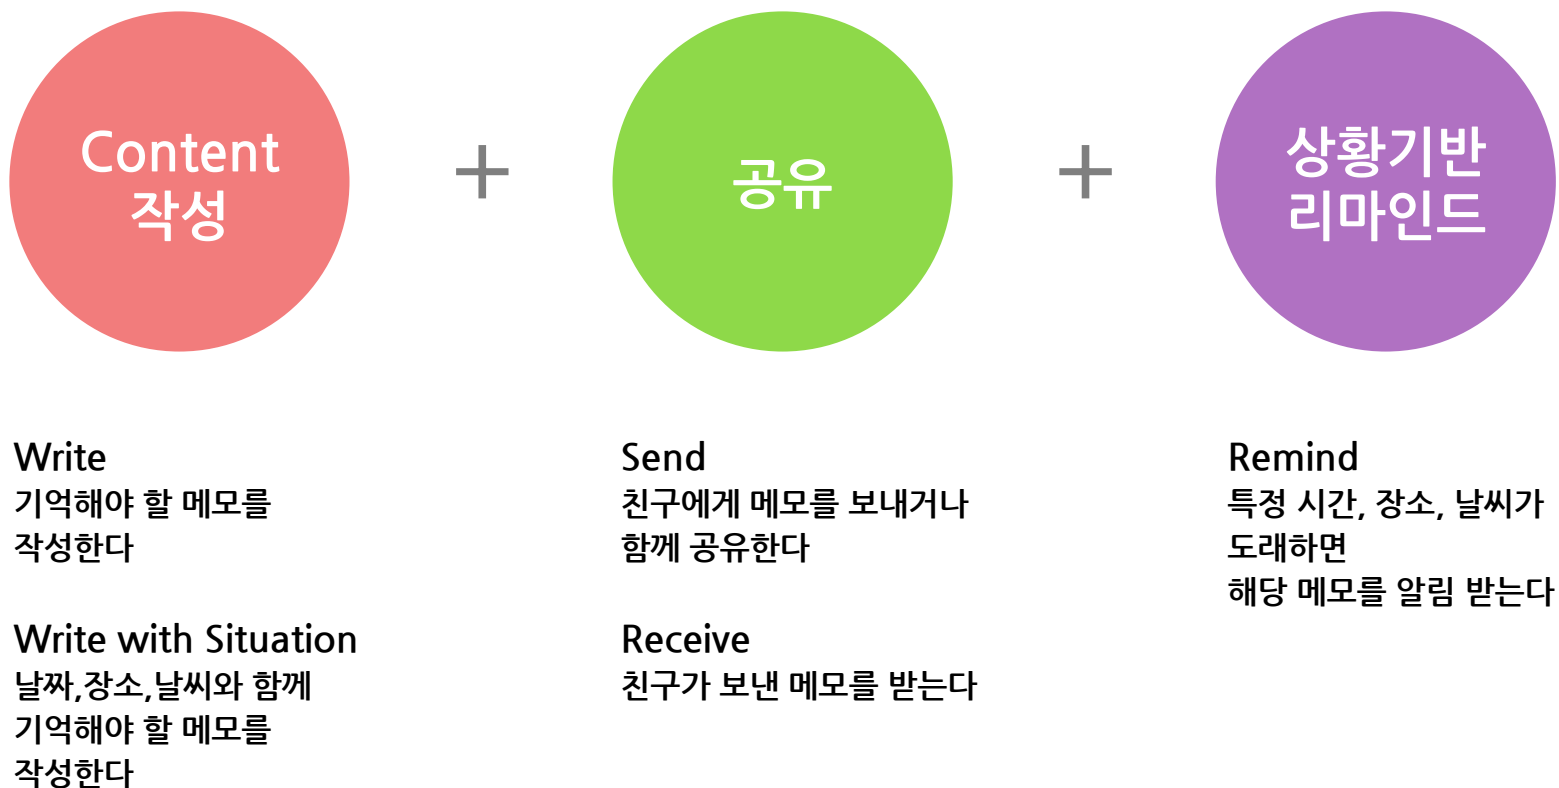 Content
작성
+
공유
+
상황기반
리마인드
Write
기억해야 할 메모를
작성한다
Write with Situation
날짜,장소,날씨와 함께
기억해야 할 메모를
작성한다
Send
친구에게 메모를 보내거나
함께 공유한다
Receive
친구가 보낸 메모를 받는다
Remind
특정 시간, 장소, 날씨가
도래하면
해당 메모를 알림 받는다